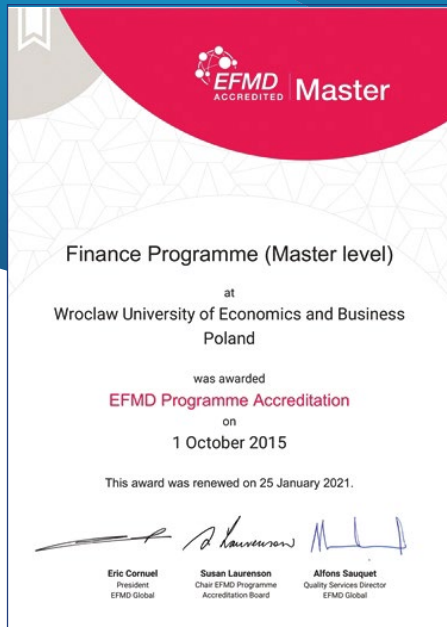 EFMD
ACCREDITED
Master
Finance Programme (Master level)
at
Wroclaw University of Economics and Business
Poland
was awarded
EFMD Programme Accreditation
on
1 October 2015
This award was renewed on 25 January 2021.
Eric Cornuel
President
EFMD Global
Susan Laurenson
Chair EFMD Programme
Accreditation Board
Alfons Sauquet
Quality Services Director
EFMD Global